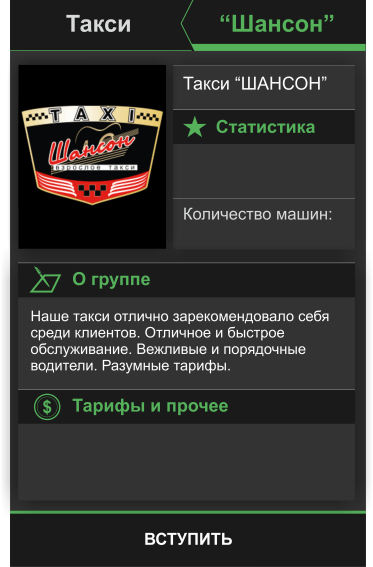 Такси
“Шансон”
TAXI
Шансон
взрослое такси
Такси “ШАНСОН”
Статистика
Количество машин:
О группе
Наше такси отлично зарекомендовало себя
среди клиентов. Отличное и быстрое
обслуживание. Вежливые и порядочные
водители. Разумные тарифы.
$ Тарифы и прочее
ВСТУПИТЬ